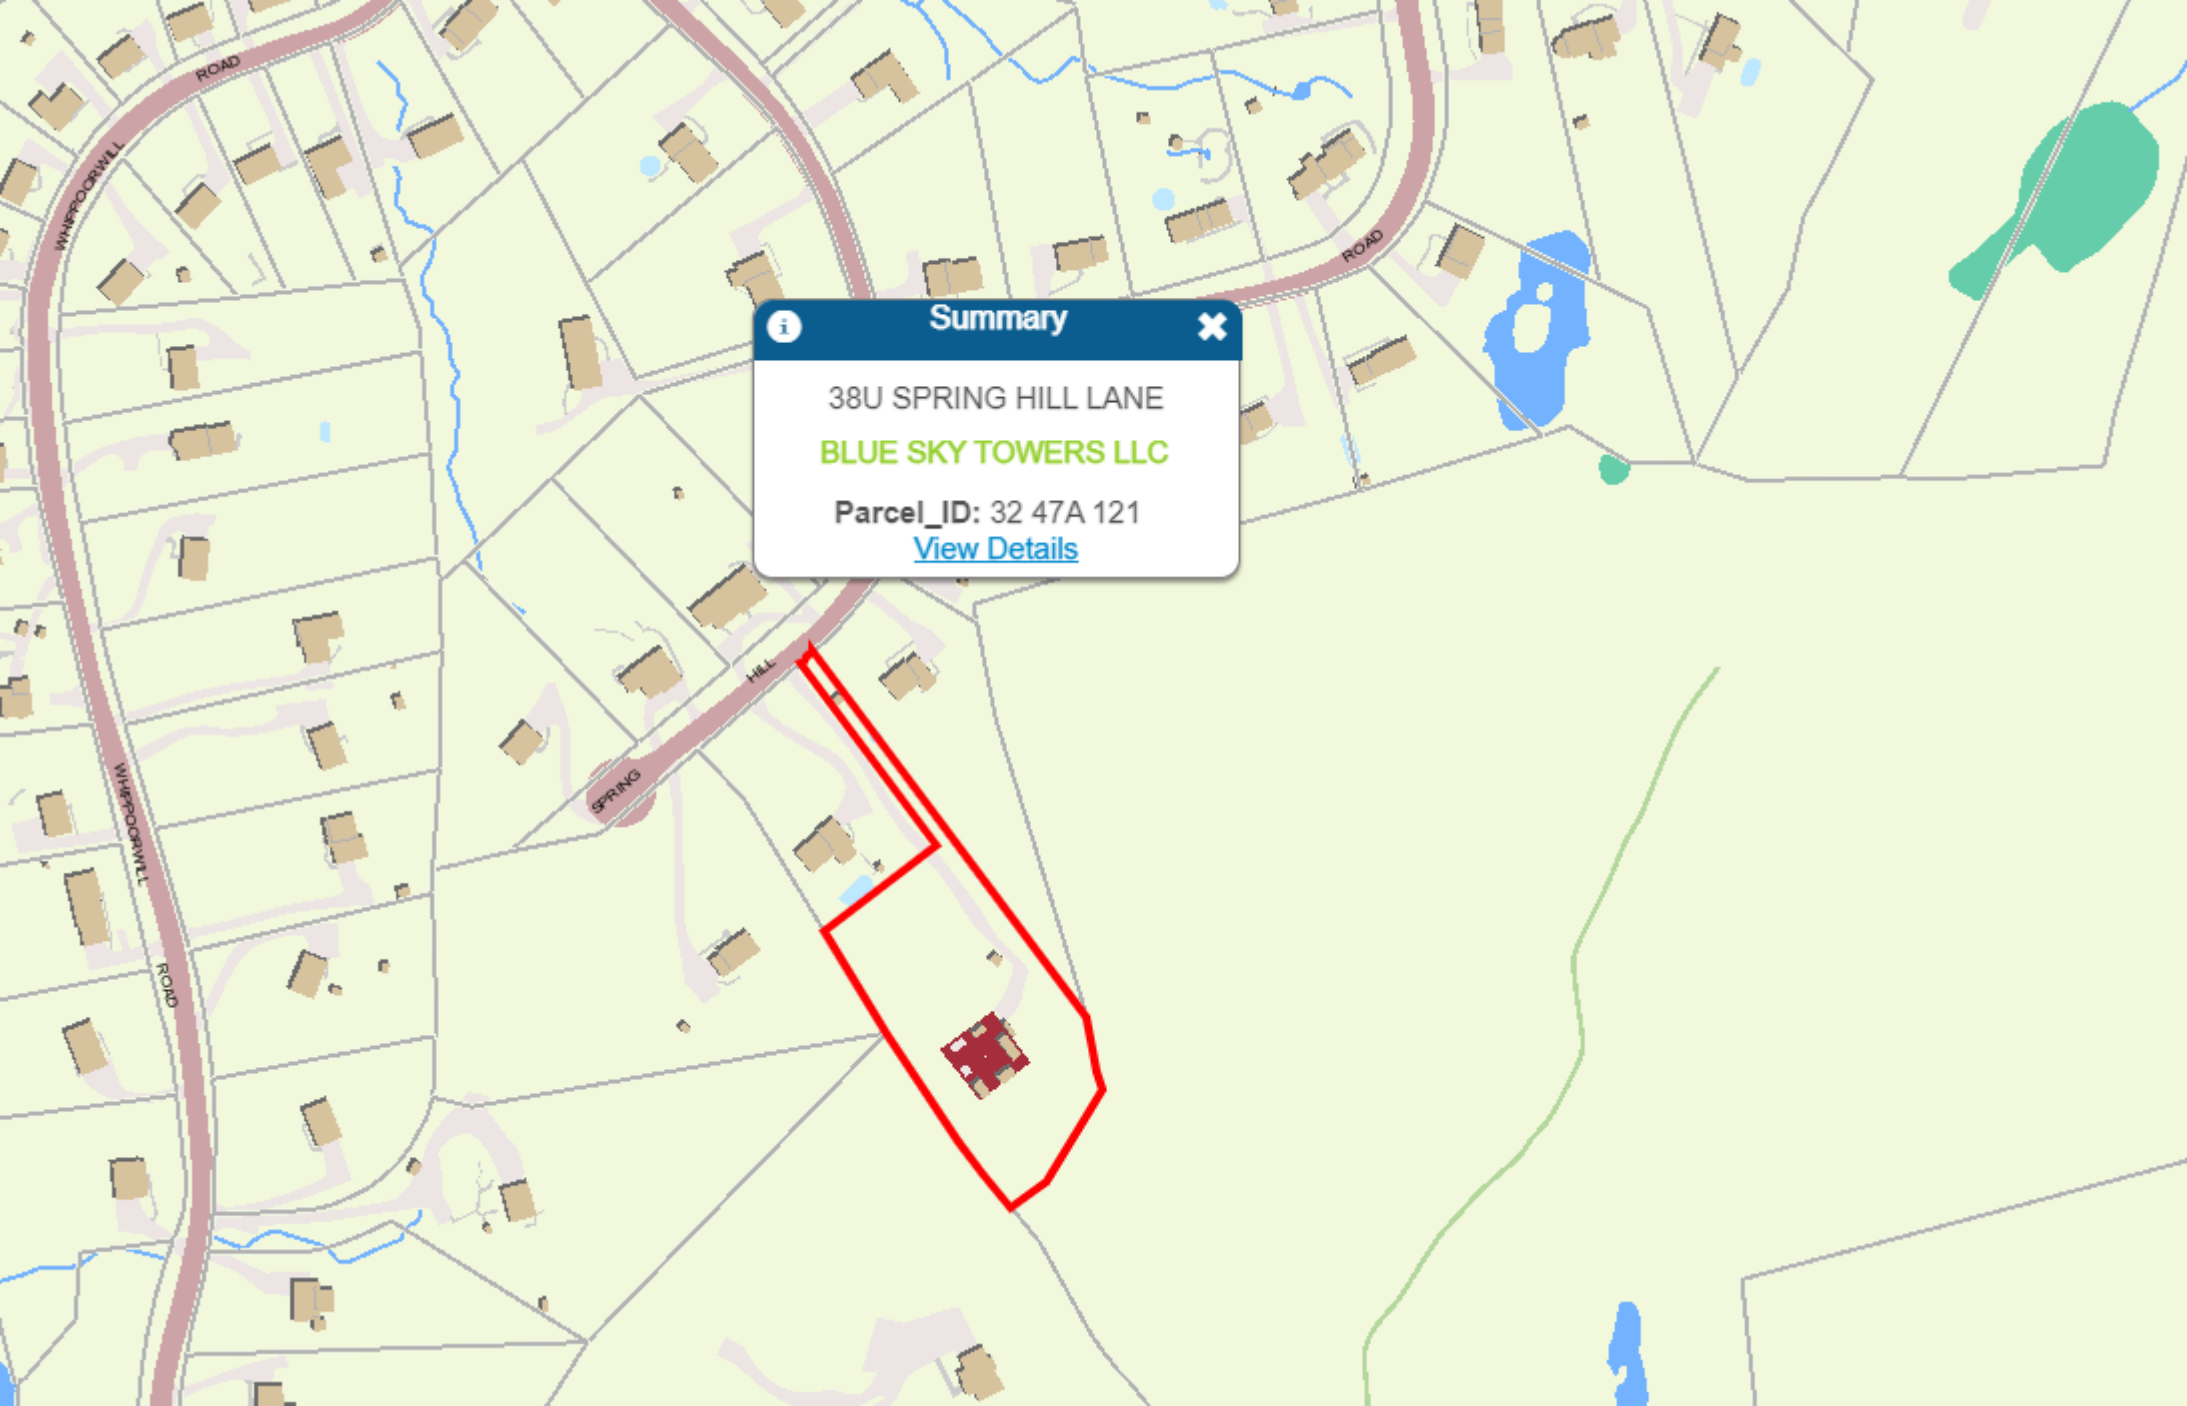 ROAD
WHIPPOORWILL
ROAD
Summary
38U SPRING HILL LANE
BLUE SKY TOWERS LLC
Parcel_ID: 32 47A 121
View Details
HILL
SPRING
WHIPPOORWILL
ROAD